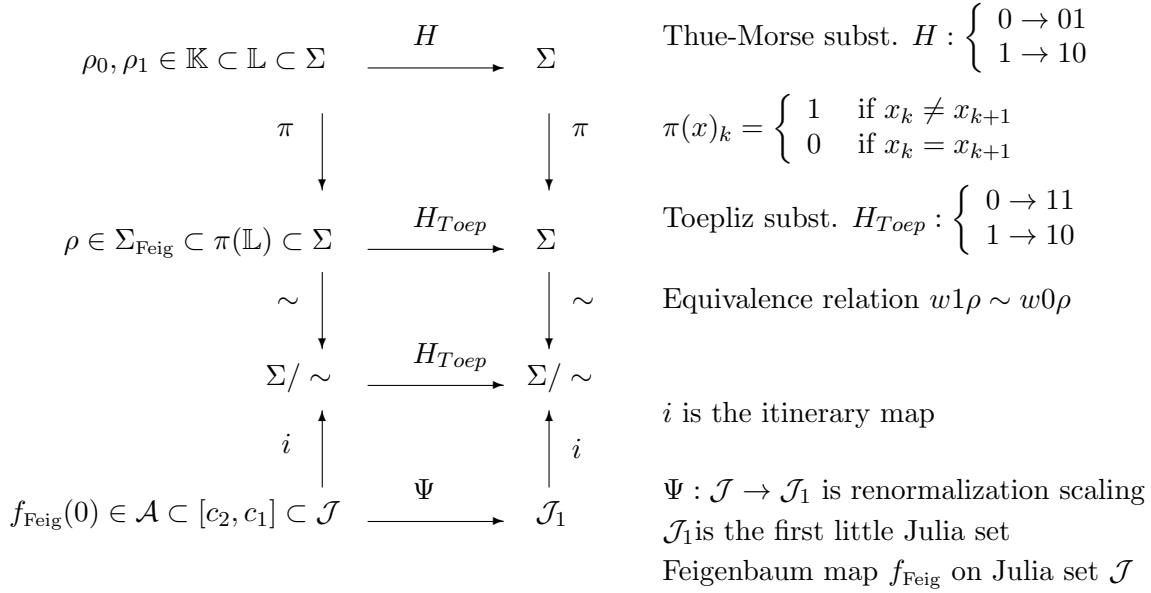 ρ₀, ρ₁ ∈ 𝕂 ⊂ 𝕃 ⊂ Σ H Σ Thue-Morse subst. H : { 0 → 01
1 → 10
π π π(x)ₖ = { 1 if xₖ ≠ xₖ₊₁
0 if xₖ = xₖ₊₁
ρ ∈ Σ_Feig ⊂ π(𝕃) ⊂ Σ H_Toep Σ Toepliz subst. H_Toep : { 0 → 11
1 → 10
∼ ∼ Equivalence relation w1ρ ∼ w0ρ
Σ/ ∼ H_Toep Σ/ ∼
i i i is the itinerary map
f_Feig(0) ∈ 𝒜 ⊂ [c₂, c₁] ⊂ 𝒥 Ψ 𝒥₁ Ψ : 𝒥 → 𝒥₁ is renormalization scaling
𝒥₁is the first little Julia set
Feigenbaum map f_Feig on Julia set 𝒥